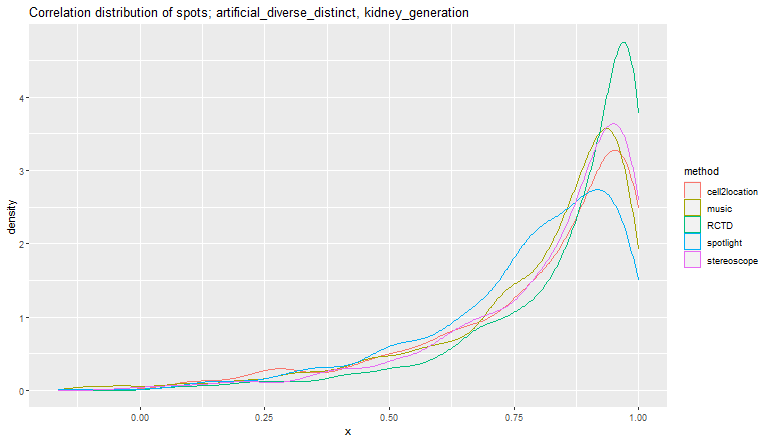 Correlation distribution of spots; artificial_diverse_distinct, kidney_generation
4
3
2
1
0
density
0.00 0.25 0.50 0.75 1.00
x
method
cell2location
music
RCTD
spotlight
stereoscope